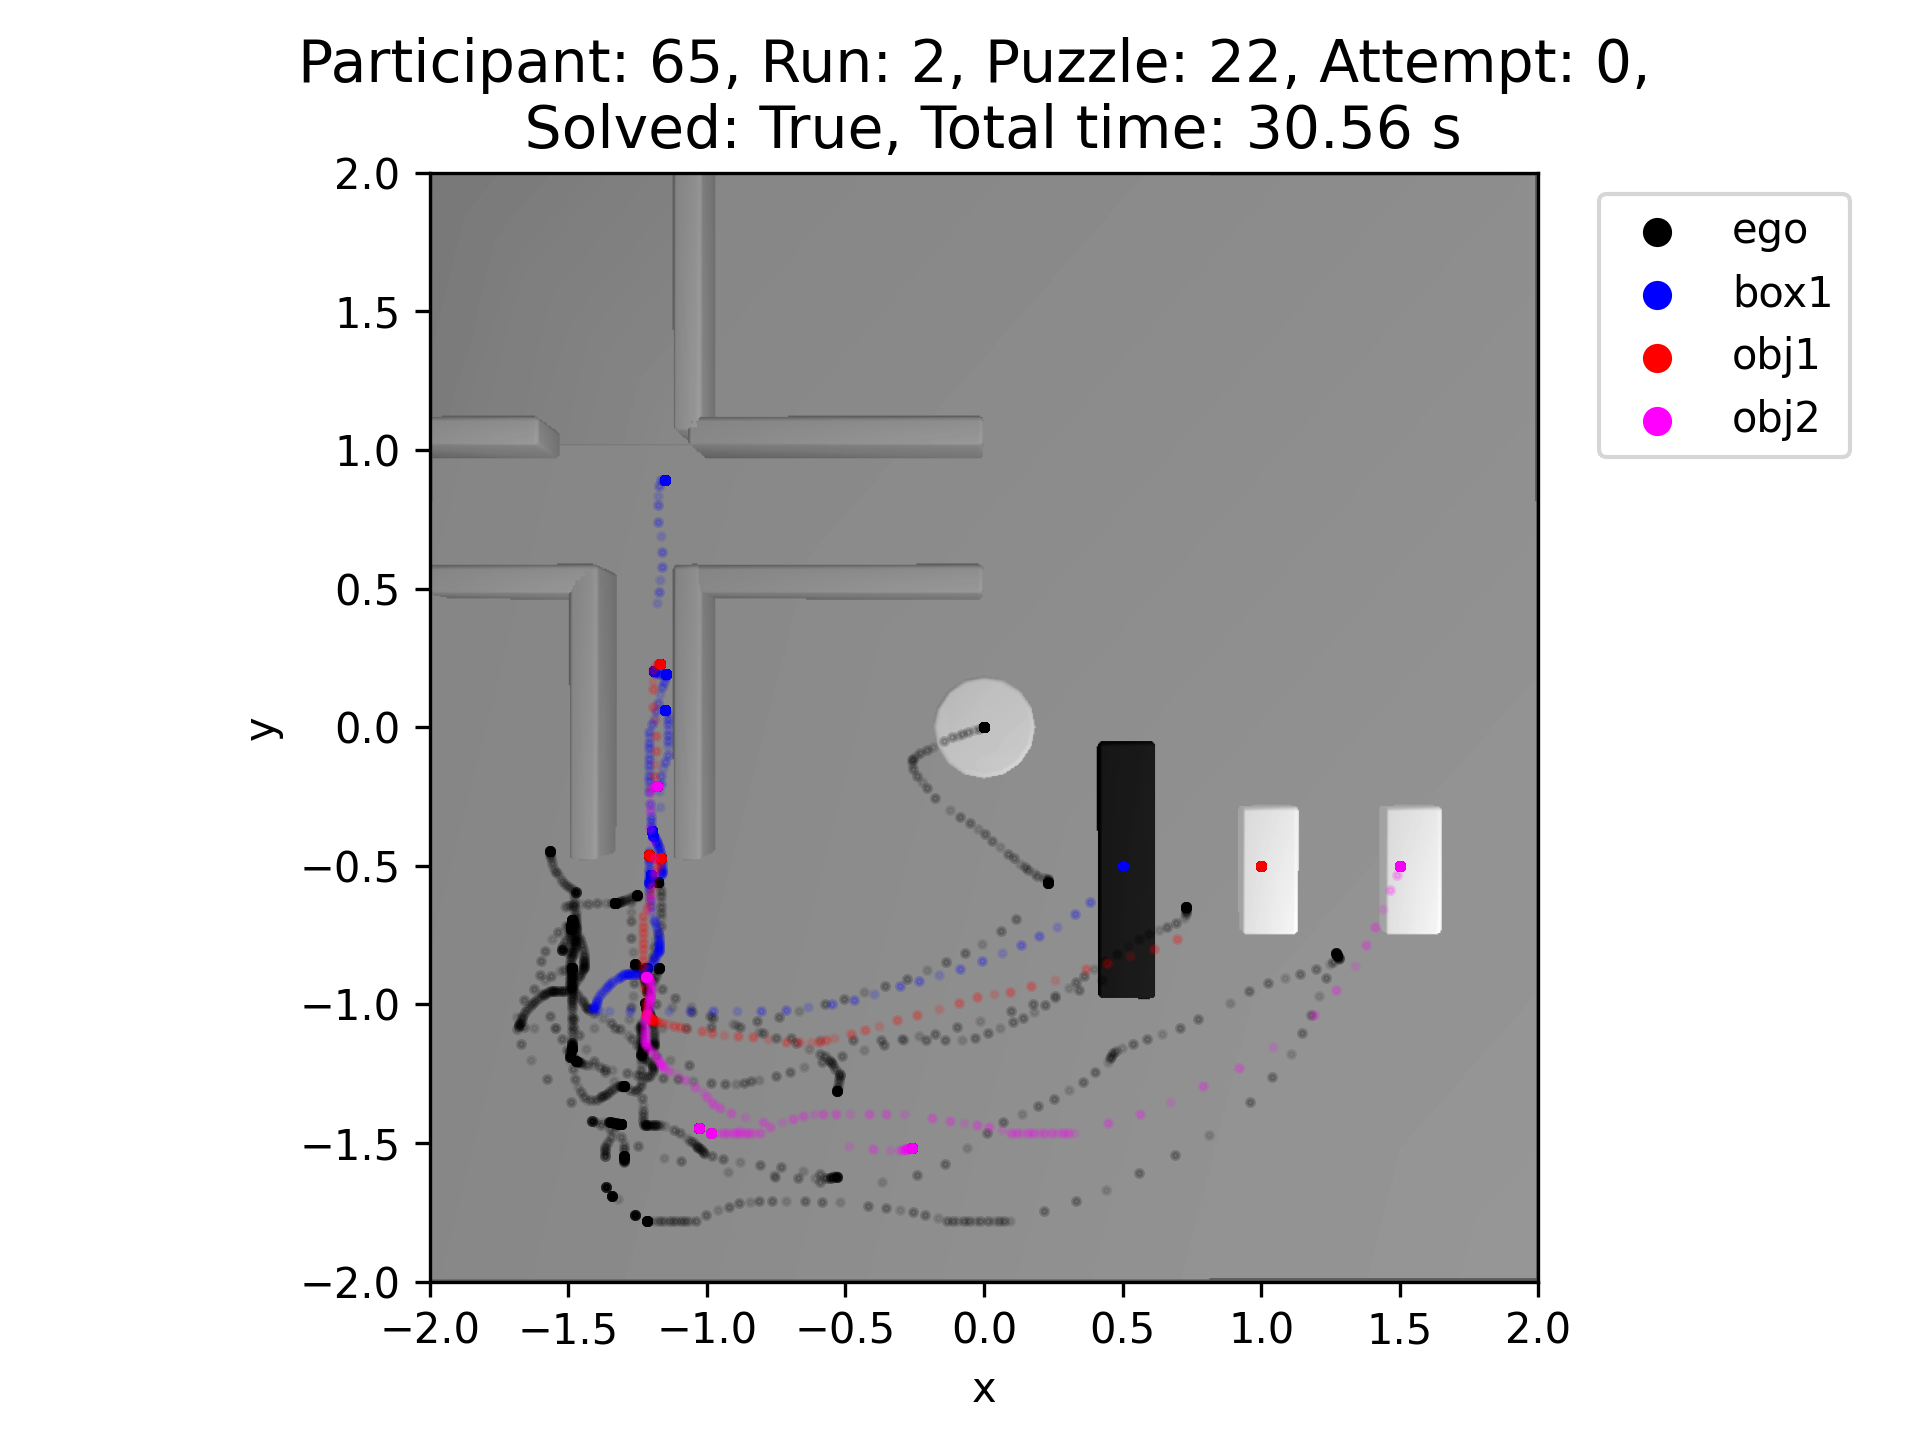 Participant: 65, Run: 2, Puzzle: 22, Attempt: 0,
Solved: True, Total time: 30.56 s
2.0
1.5
1.0
0.5
0.0
−0.5
−1.0
−1.5
−2.0
y
−2.0 −1.5 −1.0 −0.5 0.0 0.5 1.0 1.5 2.0
x
ego
box1
obj1
obj2